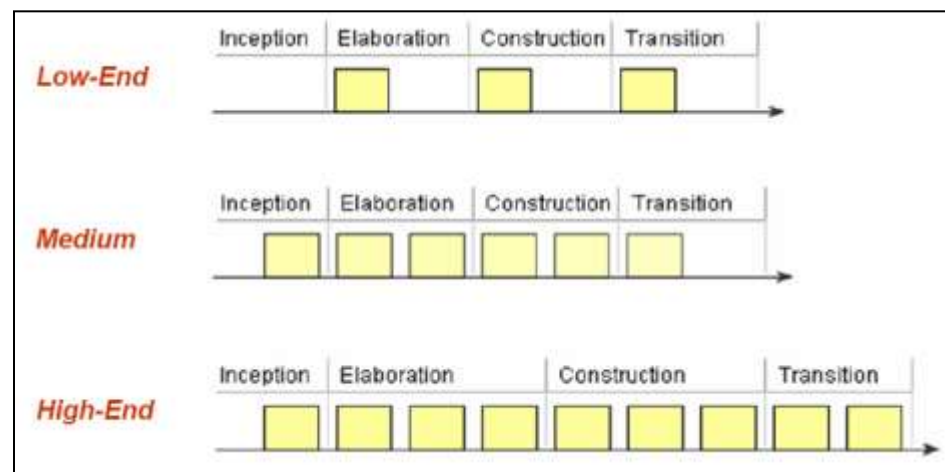 Inception Elaboration Construction Transition
Low-End
Inception Elaboration Construction Transition
Medium
Inception Elaboration Construction Transition
High-End